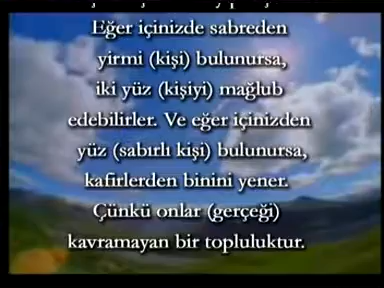 Eğer içinizde sabreden
yirmi (kişi) bulunursa,
iki yüz (kişiyi) mağlub
edebilirler. Ve eğer içinizden
yüz (sabırlı kişi) bulunursa,
kafirlerden binini yener.
Çünkü onlar (gerçeği)
kavramayan bir topluluktur.